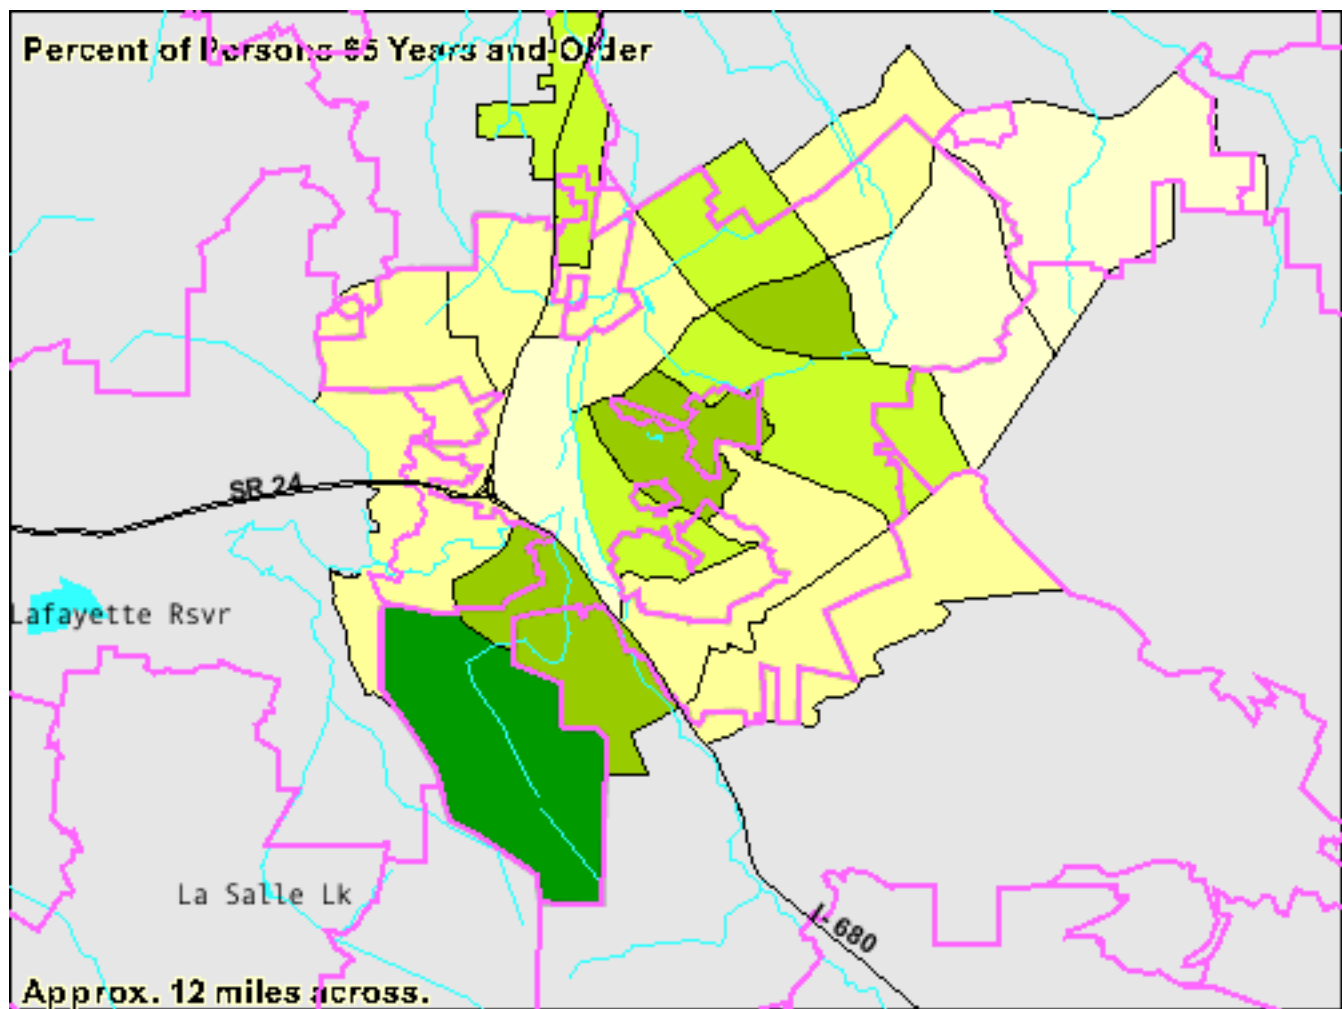 Percent of Persons 65 Years and Older
SR 24
Lafayette Rsvr
La Salle Lk
I-680
Approx. 12 miles across.